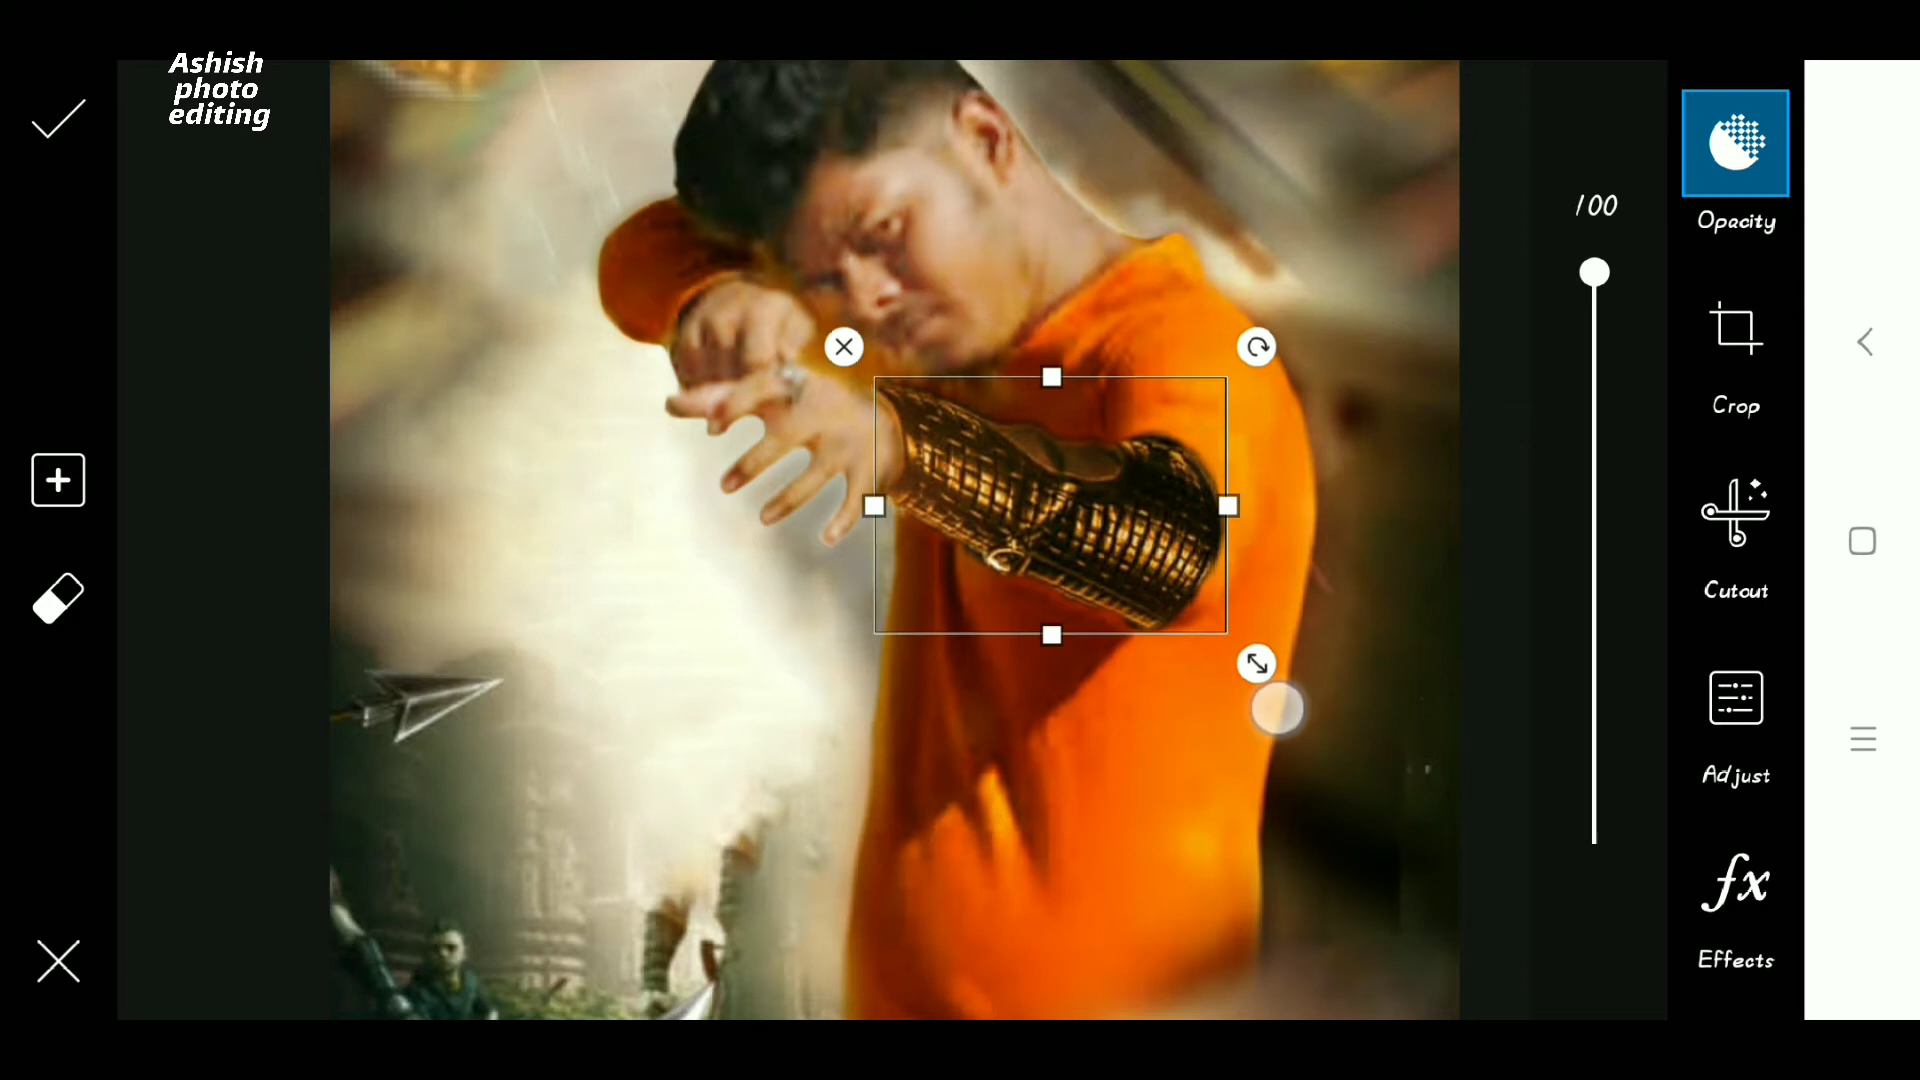 Ashish
photo
editing
100
Opacity
Crop
Cutout
Adjust
fx
Effects